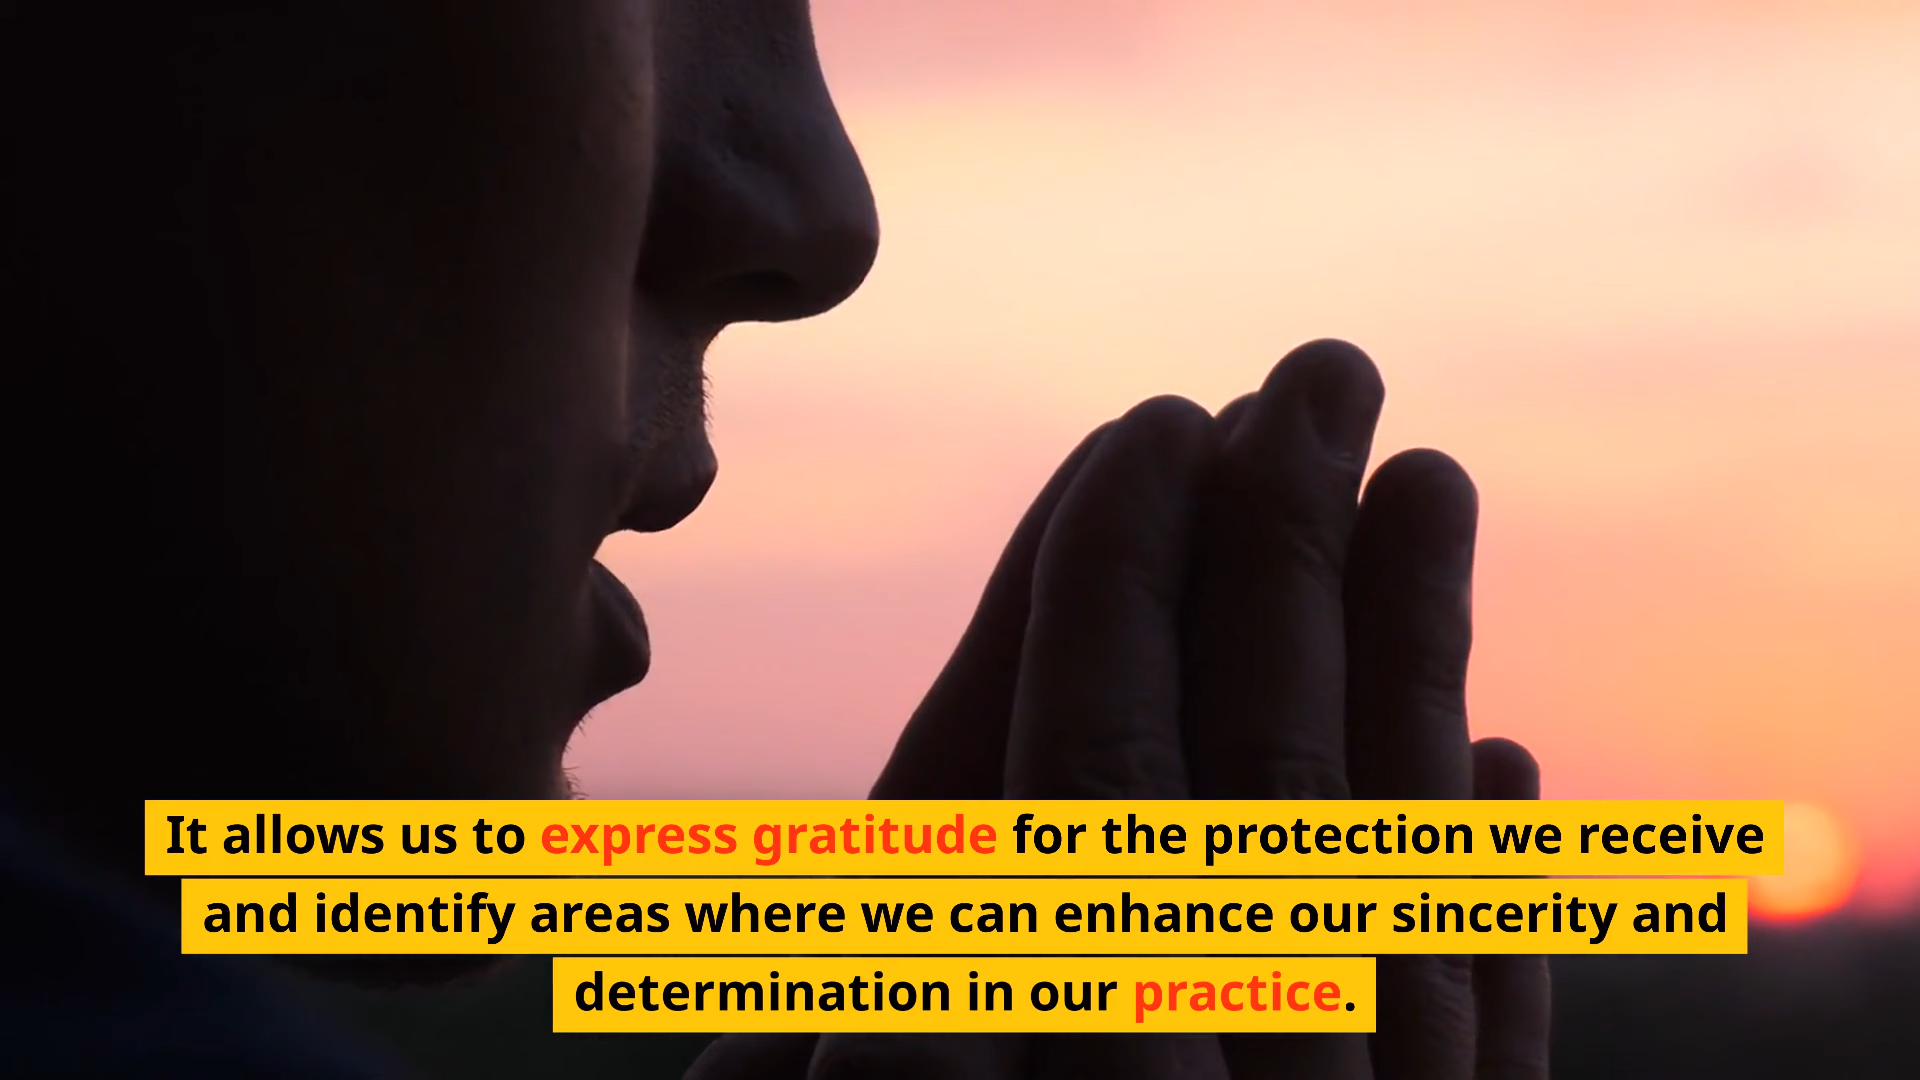 It allows us to express gratitude for the protection we receive
and identify areas where we can enhance our sincerity and
determination in our practice.